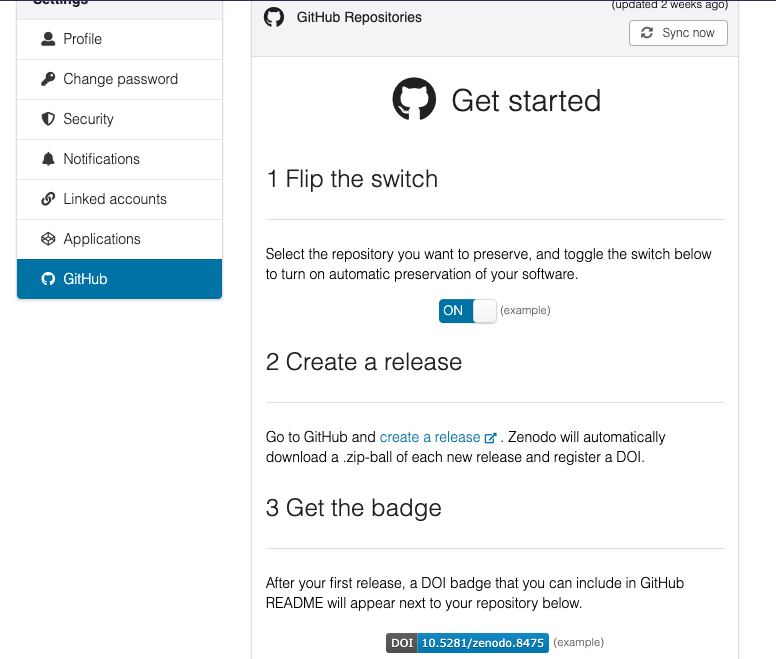 Settings
Profile
Change password
Security
Notifications
Linked accounts
Applications
GitHub
GitHub Repositories
(updated 2 weeks ago)
Sync now
Get started
1 Flip the switch
Select the repository you want to preserve, and toggle the switch below
to turn on automatic preservation of your software.
ON (example)
2 Create a release
Go to GitHub and create a release . Zenodo will automatically
download a .zip-ball of each new release and register a DOI.
3 Get the badge
After your first release, a DOI badge that you can include in GitHub
README will appear next to your repository below.
DOI 10.5281/zenodo.8475 (example)